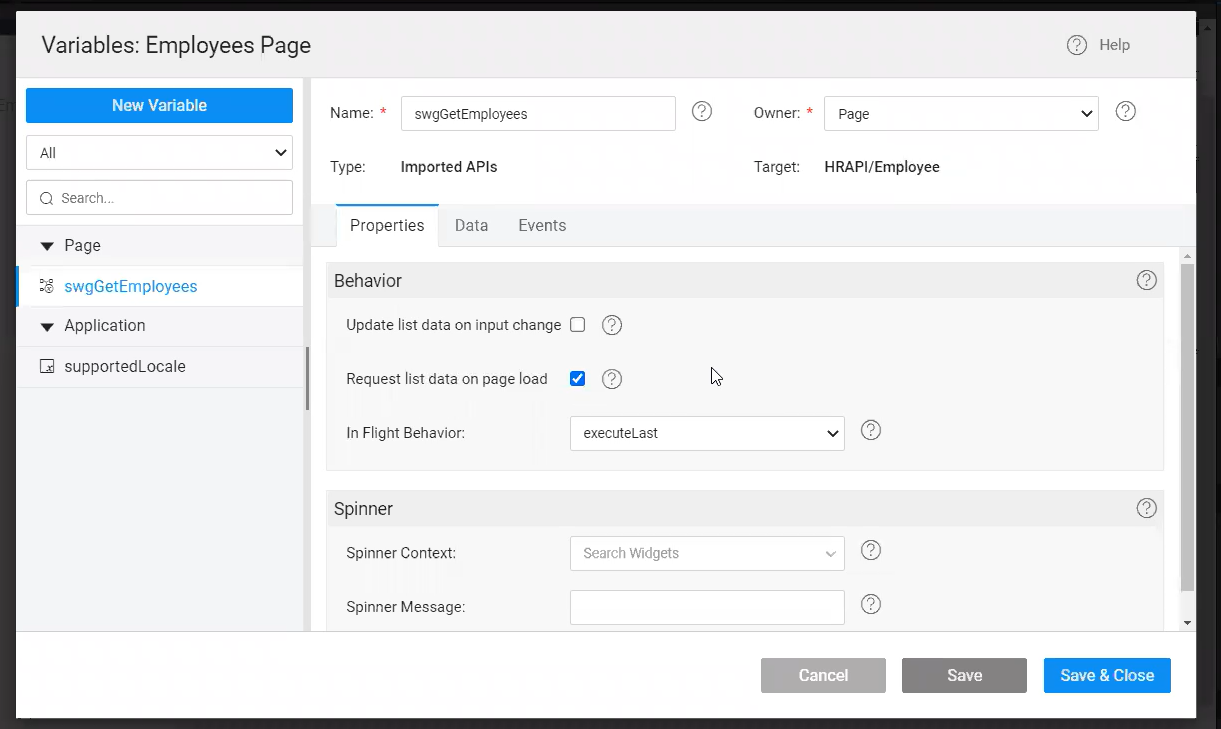 Variables: Employees Page
Help
New Variable
All
Search...
Page
swgGetEmployees
Application
supportedLocale
Name: * swgGetEmployees
Owner: * Page
Type: Imported APIs
Target: HRAPI/Employee
Properties Data Events
Behavior
Update list data on input change
Request list data on page load
In Flight Behavior: executeLast
Spinner
Spinner Context: Search Widgets
Spinner Message:
Cancel Save Save & Close